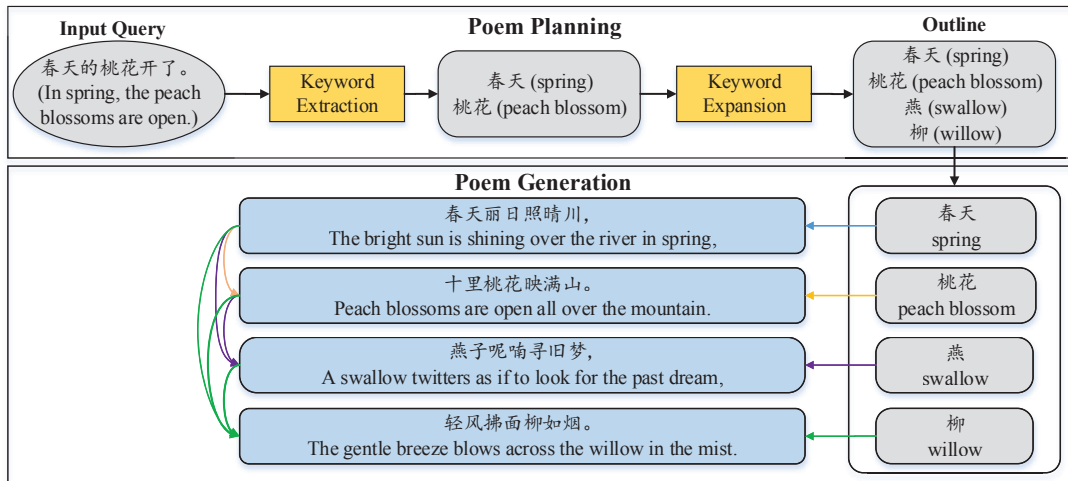 Poem Planning
Input Query
春天的桃花开了。
(In spring, the peach
blossoms are open.)
Keyword
Extraction
春天 (spring)
桃花 (peach blossom)
Keyword
Expansion
Outline
春天 (spring)
桃花 (peach blossom)
燕 (swallow)
柳 (willow)
Poem Generation
春天丽日照晴川，
The bright sun is shining over the river in spring,
春天
spring
十里桃花映满山。
Peach blossoms are open all over the mountain.
桃花
peach blossom
燕子呢喃寻旧梦，
A swallow twitters as if to look for the past dream,
燕
swallow
轻风拂面柳如烟。
The gentle breeze blows across the willow in the mist.
柳
willow